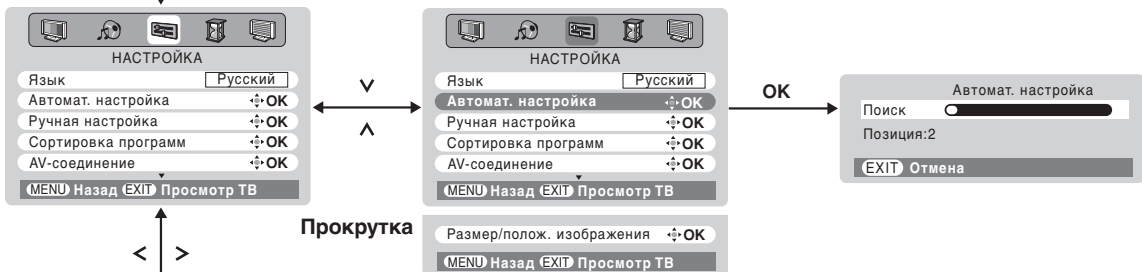 НАСТРОЙКА
Язык Русский
Автомат. настройка OK
Ручная настройка OK
Сортировка программ OK
AV-соединение OK
MENU Назад EXIT Просмотр ТВ
НАСТРОЙКА
Язык Русский
Автомат. настройка OK
Ручная настройка OK
Сортировка программ OK
AV-соединение OK
MENU Назад EXIT Просмотр ТВ
OK
Автомат. настройка
Поиск
Позиция:2
EXIT Отмена
Прокрутка
Размер/полож. изображения OK
MENU Назад EXIT Просмотр ТВ